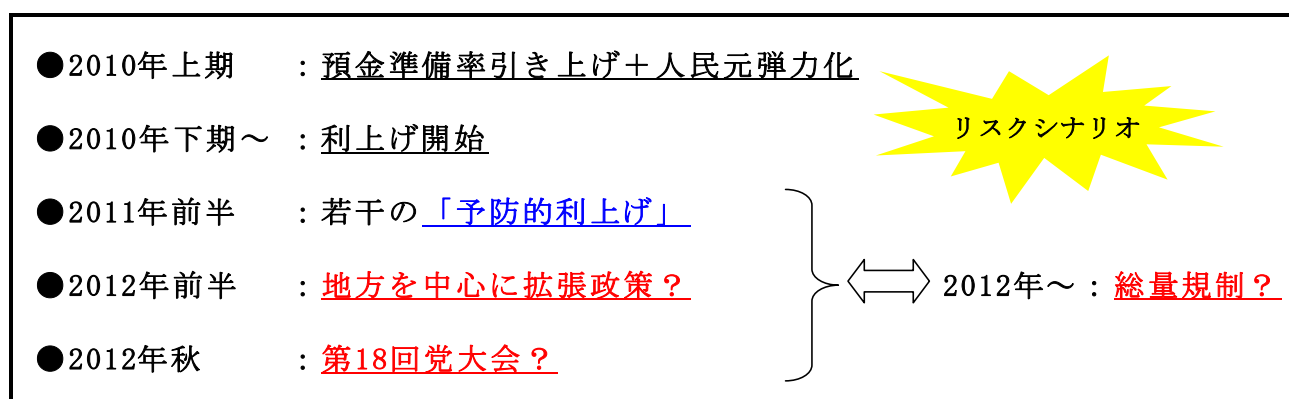 ●2010年上期　：預金準備率引き上げ＋人民元弾力化
リスクシナリオ
●2010年下期～：利上げ開始
●2011年前半　：若干の「予防的利上げ」
●2012年前半　：地方を中心に拡張政策？
2012年～：総量規制？
●2012年秋　：第18回党大会？